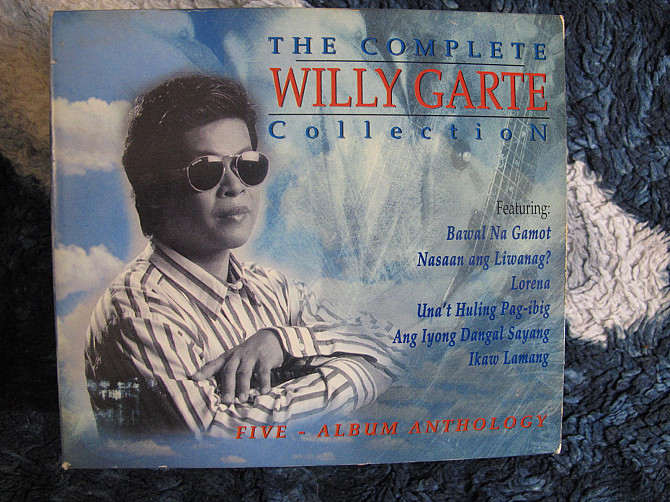 THE COMPLETE
WILLY GARTE
CollectioN
Featuring:
Bawal Na Gamot
Nasaan ang Liwanag?
Lorena
Una't Huling Pag-ibig
Ang Iyong Dangal Sayang
Ikaw Lamang
FIVE - ALBUM ANTHOLOGY